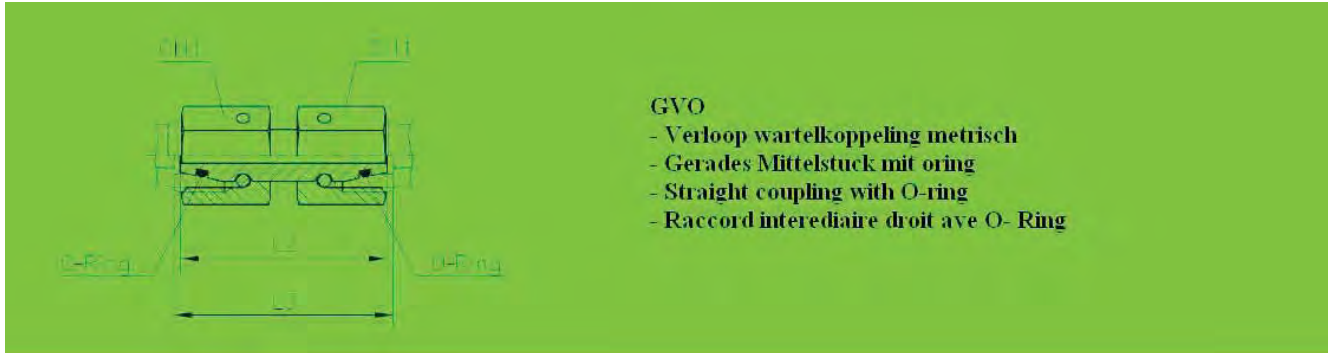 GVO
- Verloop wartelkoppeling metrisch
- Gerades Mittelstuck mit oring
- Straight coupling with O-ring
- Raccord interediaire droit ave O- Ring
O-Ring
O-Ring
L3